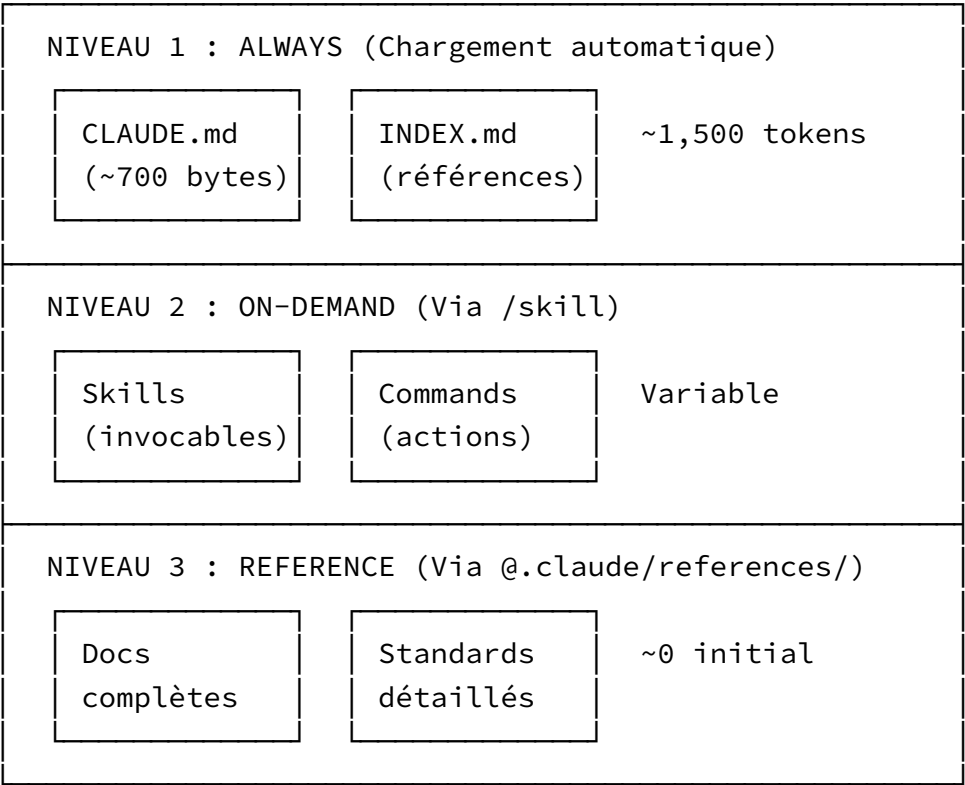 NIVEAU 1 : ALWAYS (Chargement automatique)
CLAUDE.md INDEX.md ~1,500 tokens
(~700 bytes) (références)
NIVEAU 2 : ON-DEMAND (Via /skill)
Skills Commands Variable
(invocables) (actions)
NIVEAU 3 : REFERENCE (Via @.claude/references/)
Docs Standards ~0 initial
complètes détaillés